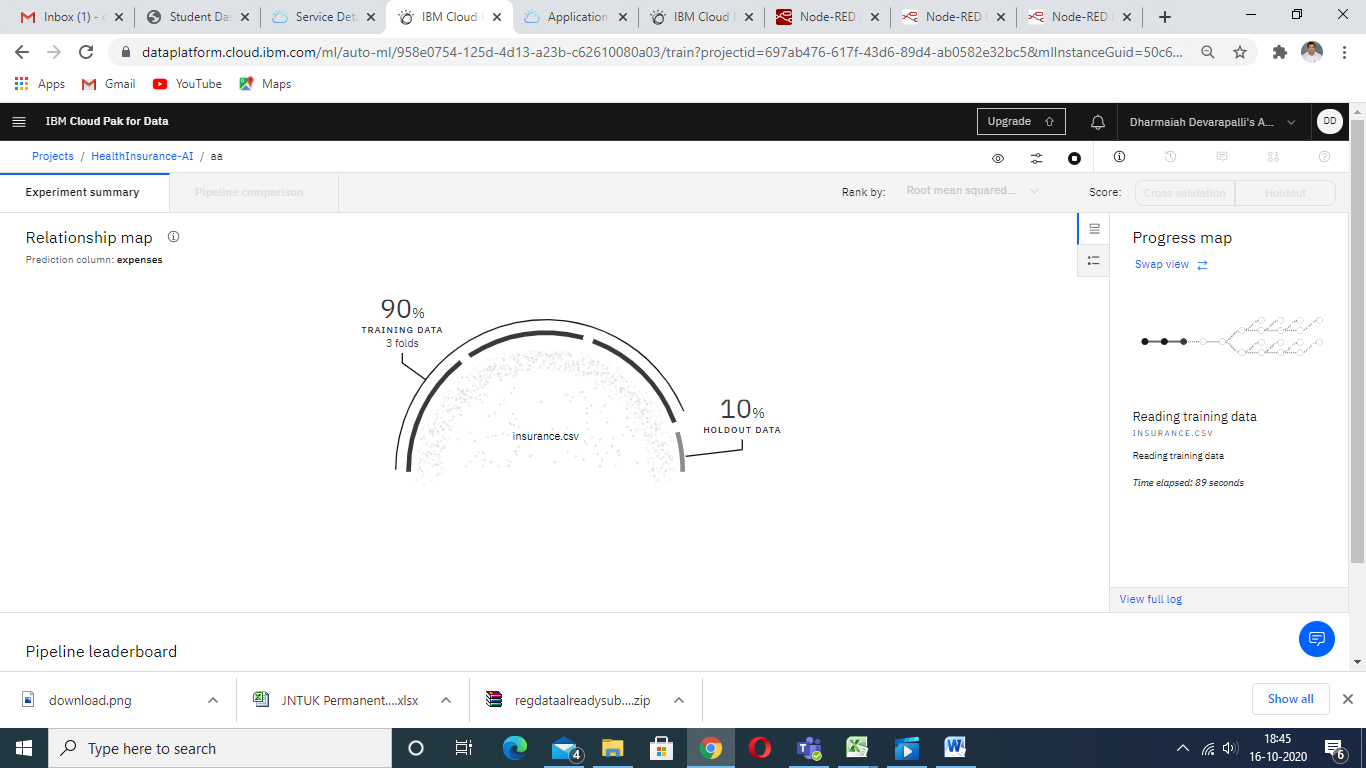 Inbox (1) - c
Student Das
Service Deta
IBM Cloud P
Application
IBM Cloud P
Node-RED
Node-RED
Node-RED
dataplatform.cloud.ibm.com/ml/auto-ml/958e0754-125d-4d13-a23b-c62610080a03/train?projectid=697ab476-617f-43d6-89d4-ab0582e32bc5&mlInstanceGuid=50c6...
Apps
Gmail
YouTube
Maps
IBM Cloud Pak for Data
Upgrade
Dharmaiah Devarapalli's A...
DD
Projects / HealthInsurance-AI / aa
Experiment summary
Pipeline comparison
Rank by:
Root mean squared...
Score:
Cross validation
Holdout
Relationship map
Prediction column: expenses
90%
TRAINING DATA
3 folds
10%
HOLDOUT DATA
insurance.csv
Progress map
Swap view
Reading training data
INSURANCE.CSV
Reading training data
Time elapsed: 89 seconds
View full log
Pipeline leaderboard
download.png
JNTUK Permanent....xlsx
regdataalreadysub....zip
Show all
Type here to search
4
18:45
16-10-2020
6